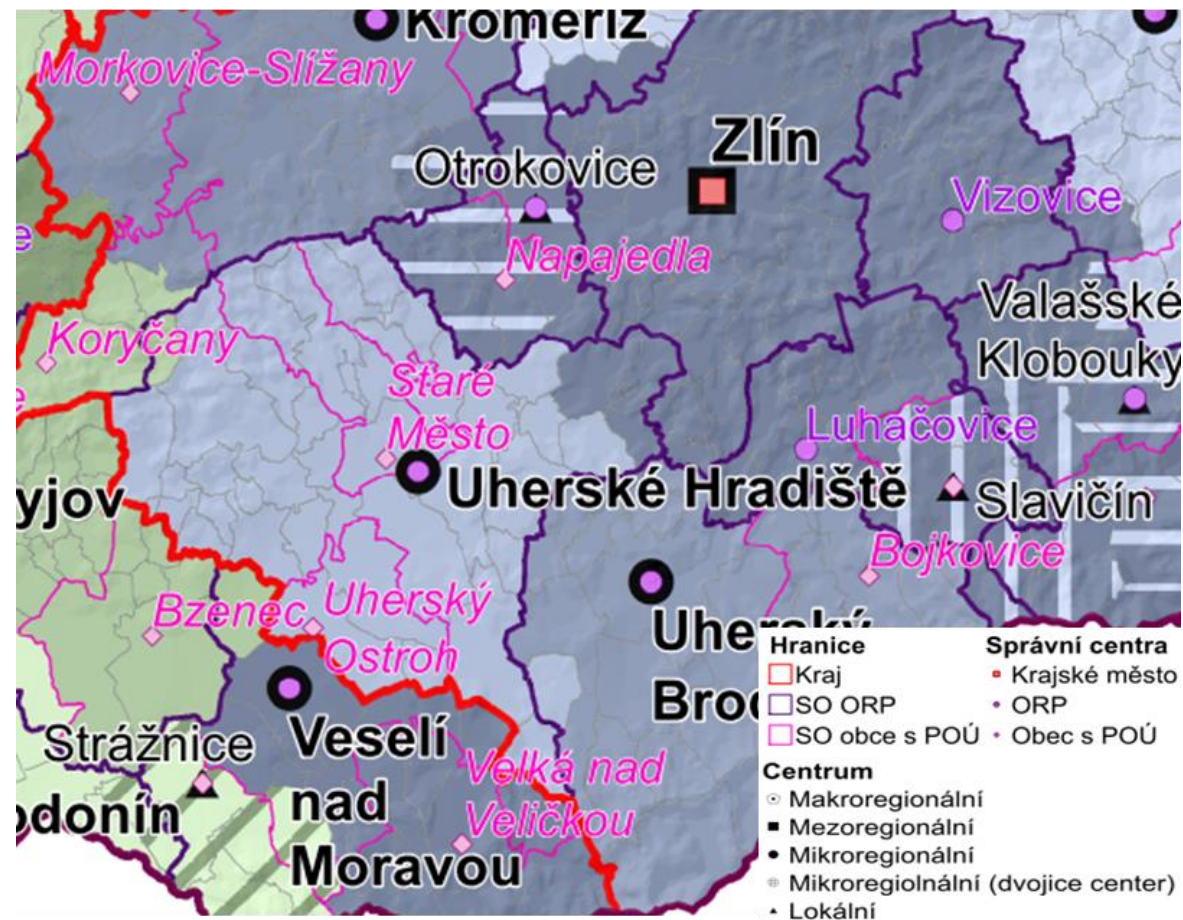 Kroměříž
Morkovice-Slížany
Zlín
Otrokovice
Vizovice
Napajedla
Valašské
Klobouky
Koryčany
Staré
Město
Luhačovice
Uherské Hradiště
yjov
Slavičín
Bojkovice
Bzenec
Uherský
Ostroh
Uherský
Brod
Strážnice
Veselí
nad
Moravou
odonín
Velká nad
Veličkou
Hranice
Kraj
SO ORP
SO obce s POÚ
Správní centra
Krajské město
ORP
Obec s POÚ
Centrum
Makroregionální
Mezoregionální
Mikroregionální
Mikroregiolnální (dvojice center)
Lokální